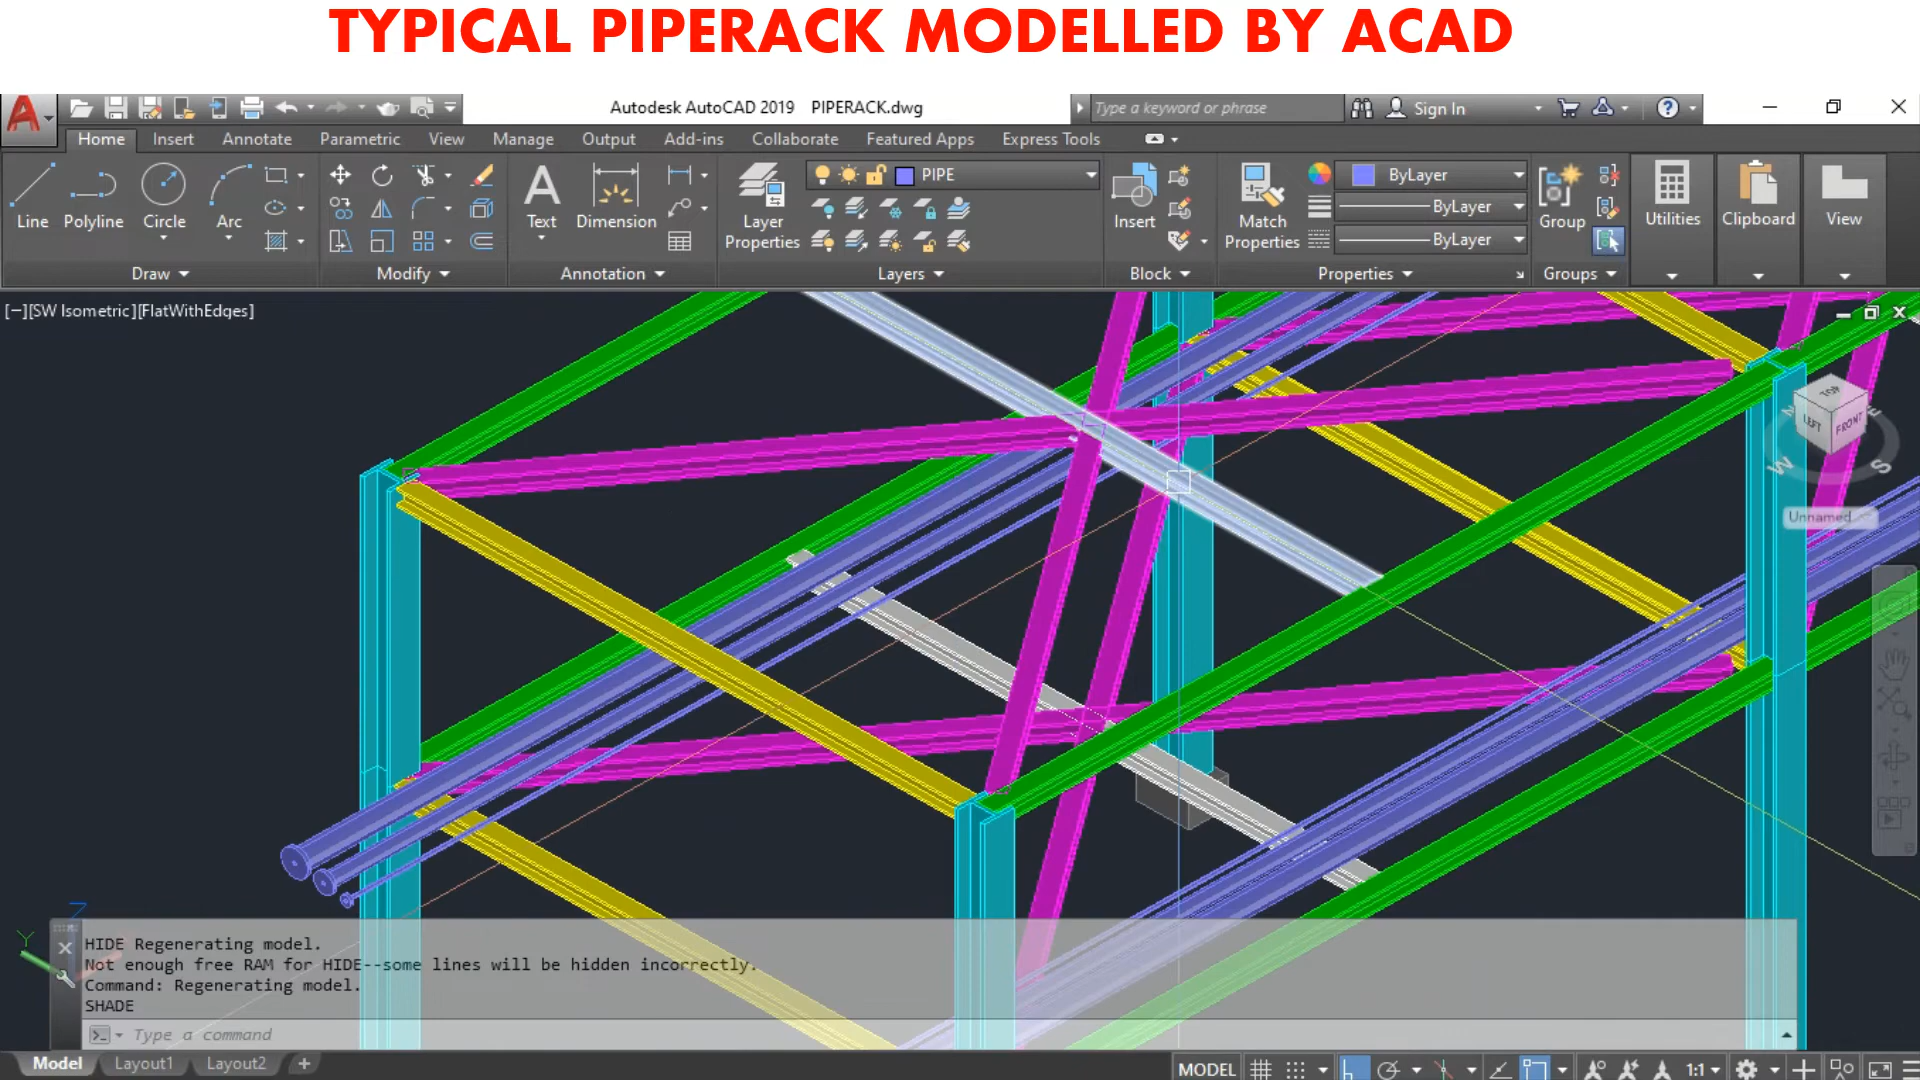 TYPICAL PIPERACK MODELLED BY ACAD
Autodesk AutoCAD 2019 PIPERACK.dwg
Type a keyword or phrase
Sign In
Home Insert Annotate Parametric View Manage Output Add-ins Collaborate Featured Apps Express Tools
Line Polyline Circle Arc
Text Dimension
Layer Properties
PIPE
Insert
Match Properties
ByLayer
ByLayer
ByLayer
Group
Utilities
Clipboard
View
Draw Modify Annotation Layers Block Properties Groups
[−][SW Isometric][FlatWithEdges]
TOP
LEFT FRONT
W S
Unnamed
Z
Y
HIDE Regenerating model.
Not enough free RAM for HIDE--some lines will be hidden incorrectly.
Command: Regenerating model.
SHADE
Type a command
Model Layout1 Layout2 +
MODEL 1:1